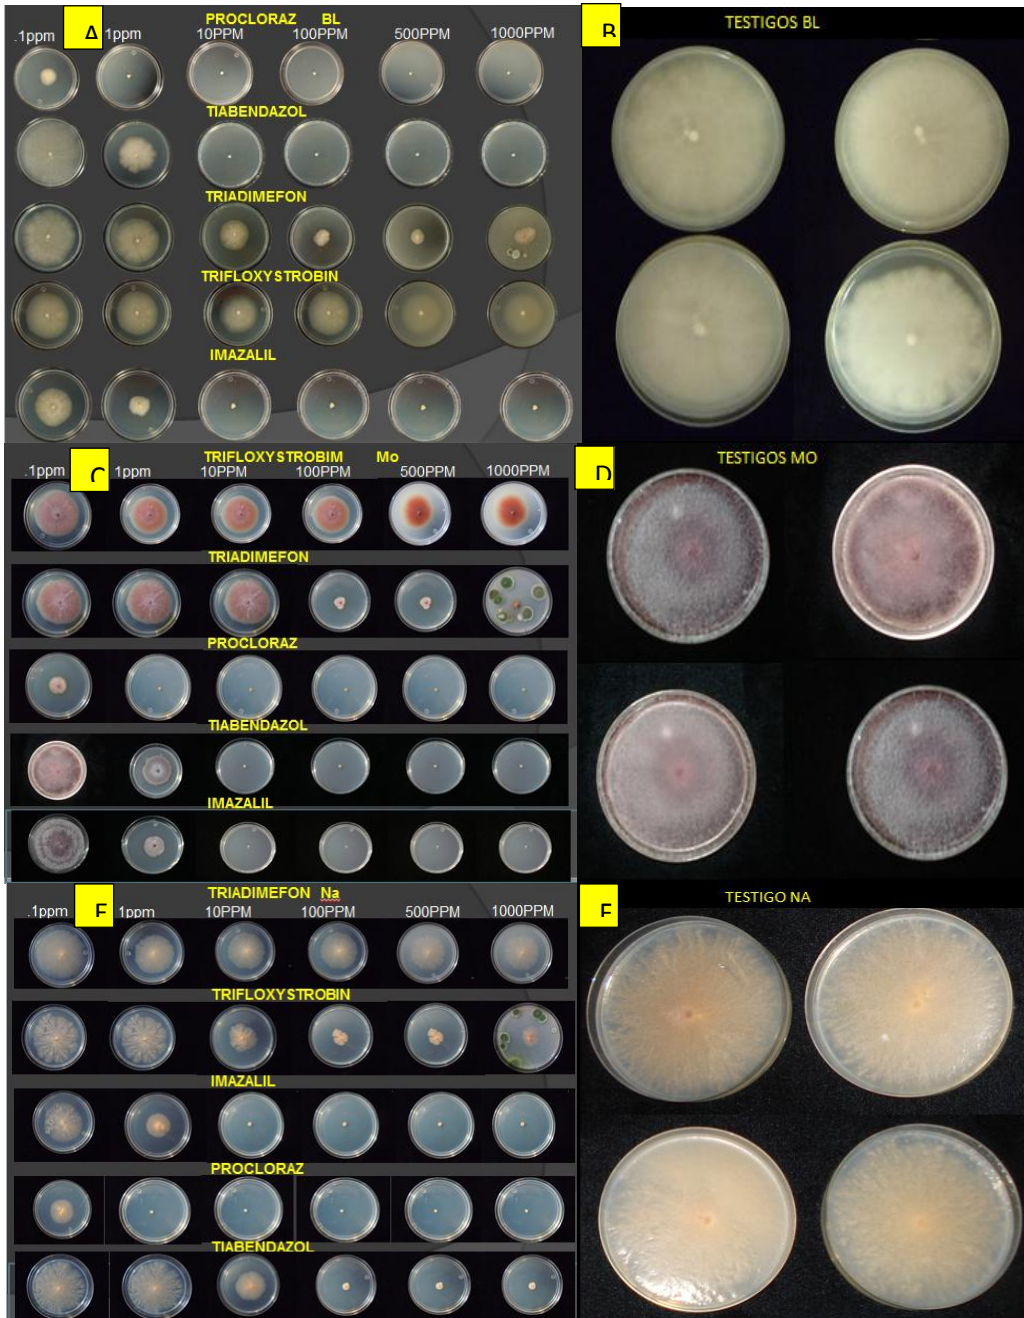 A
PROCLORAZ BL
.1ppm 1ppm 10PPM 100PPM 500PPM 1000PPM
TIABENDAZOL
TRIADIMEFON
TRIFLOXYSTROBIN
IMAZALIL
TESTIGOS BL
TRIFLOXYSTROBIM Mo
.1ppm 1ppm 10PPM 100PPM 500PPM 1000PPM
TRIADIMEFON
PROCLORAZ
TIABENDAZOL
IMAZALIL
D
TESTIGOS MO
TRIADIMEFON Na
.1ppm 1ppm 10PPM 100PPM 500PPM 1000PPM
TRIFLOXYSTROBIN
IMAZALIL
PROCLORAZ
TIABENDAZOL
TESTIGO NA